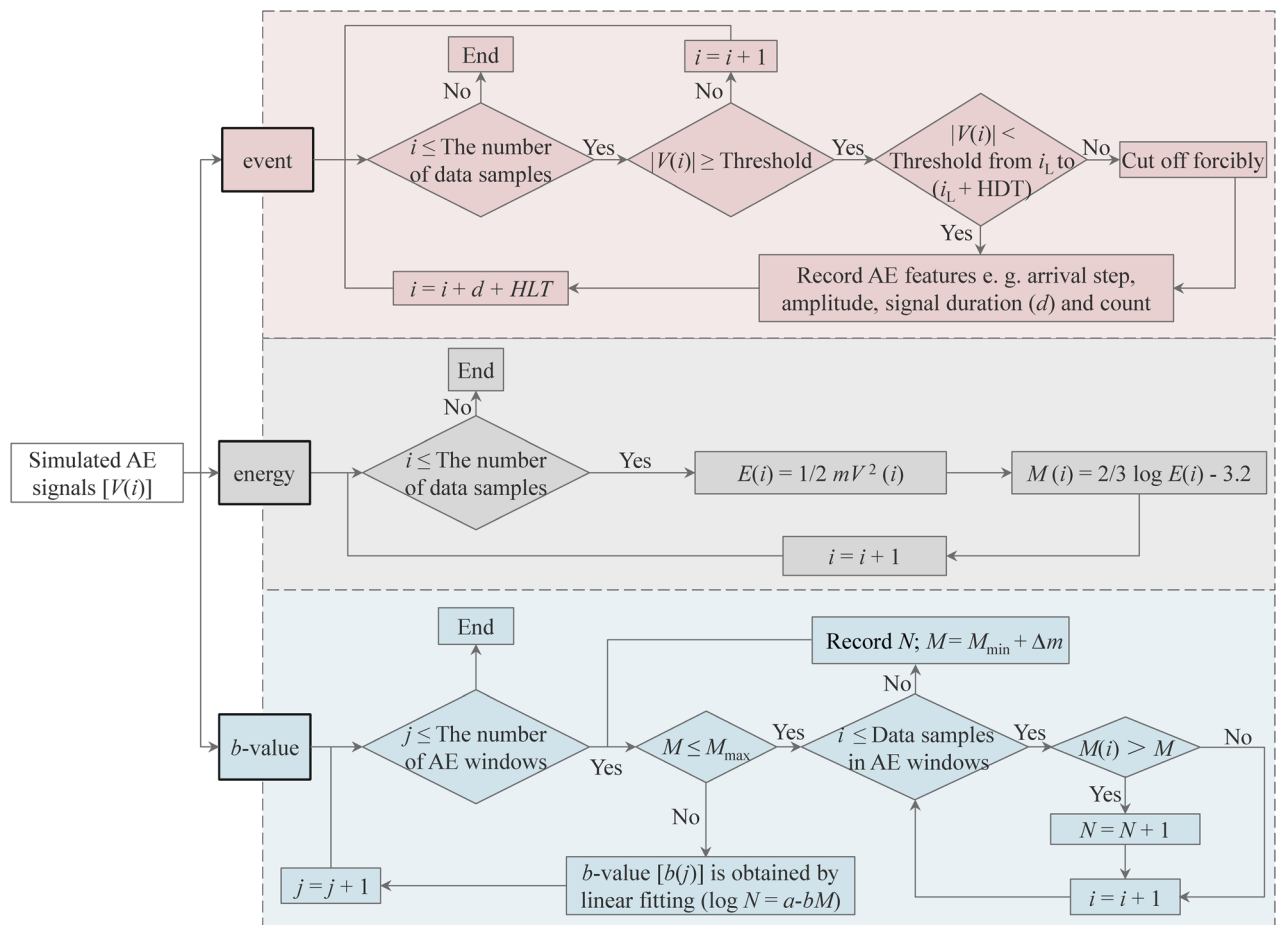 End
i = i + 1
No
No
event
i ≤ The number
of data samples
Yes
|V(i)| ≥ Threshold
Yes
|V(i)| <
Threshold from i_L to
(i_L + HDT)
No
Cut off forcibly
Yes
i = i + d + HLT
Record AE features e. g. arrival step,
amplitude, signal duration (d) and count
End
No
Simulated AE
signals [V(i)]
energy
i ≤ The number
of data samples
Yes
E(i) = 1/2 mV² (i)
M (i) = 2/3 log E(i) - 3.2
i = i + 1
End
Record N; M = M_min + Δm
No
b-value
j ≤ The number
of AE windows
Yes
M ≤ M_max
Yes
i ≤ Data samples
in AE windows
Yes
M(i) > M
No
No
Yes
N = N + 1
j = j + 1
b-value [b(j)] is obtained by
linear fitting (log N = a-bM)
i = i + 1